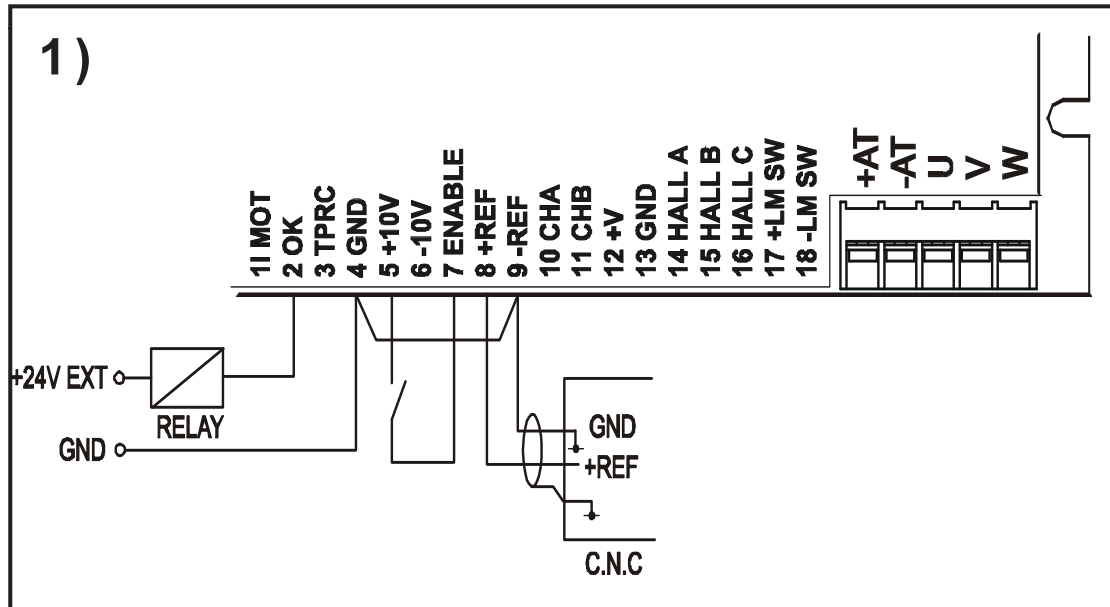 1)
1I MOT
2 OK
3 TPRC
4 GND
5 +10V
6 -10V
7 ENABLE
8 +REF
9 -REF
10 CHA
11 CHB
12 +V
13 GND
14 HALL A
15 HALL B
16 HALL C
17 +LM SW
18 -LM SW
+AT
-AT
U
V
W
+24V EXT
RELAY
GND
GND
+REF
C.N.C